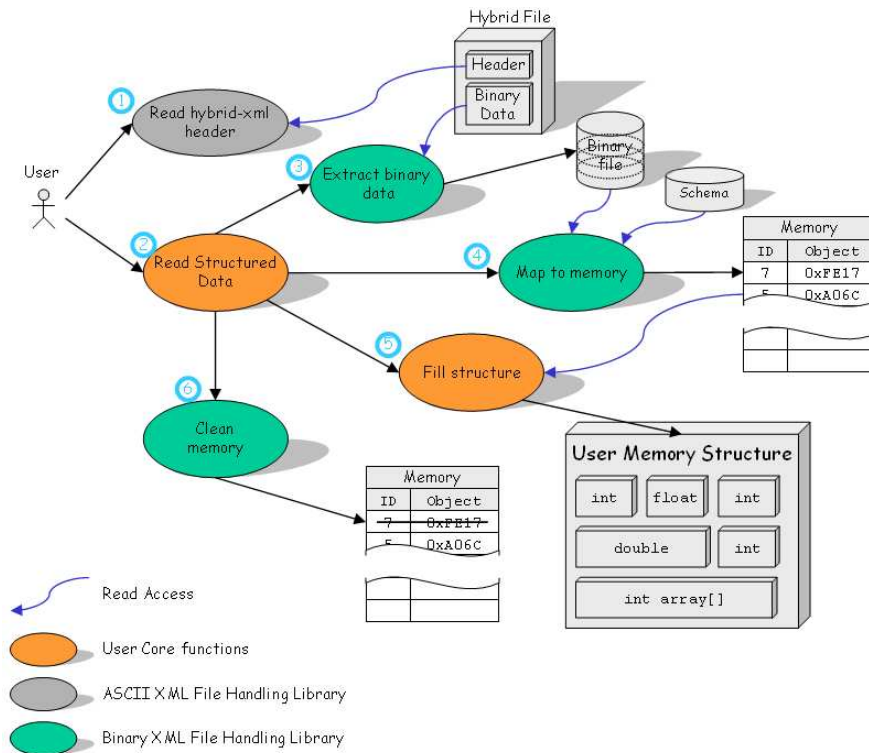 Hybrid File
Header
Binary
Data
1
Read hybrid-xml
header
User
3
Extract binary
data
Binary
file
Schema
2
Read Structured
Data
4
Map to memory
Memory
ID Object
7 0xFE17
5 0xA06C
5
Fill structure
6
Clean
memory
User Memory Structure
int float int
double int
int array[]
Memory
ID Object
7 0xFE17
5 0xA06C
Read Access
User Core functions
ASCII XML File Handling Library
Binary XML File Handling Library